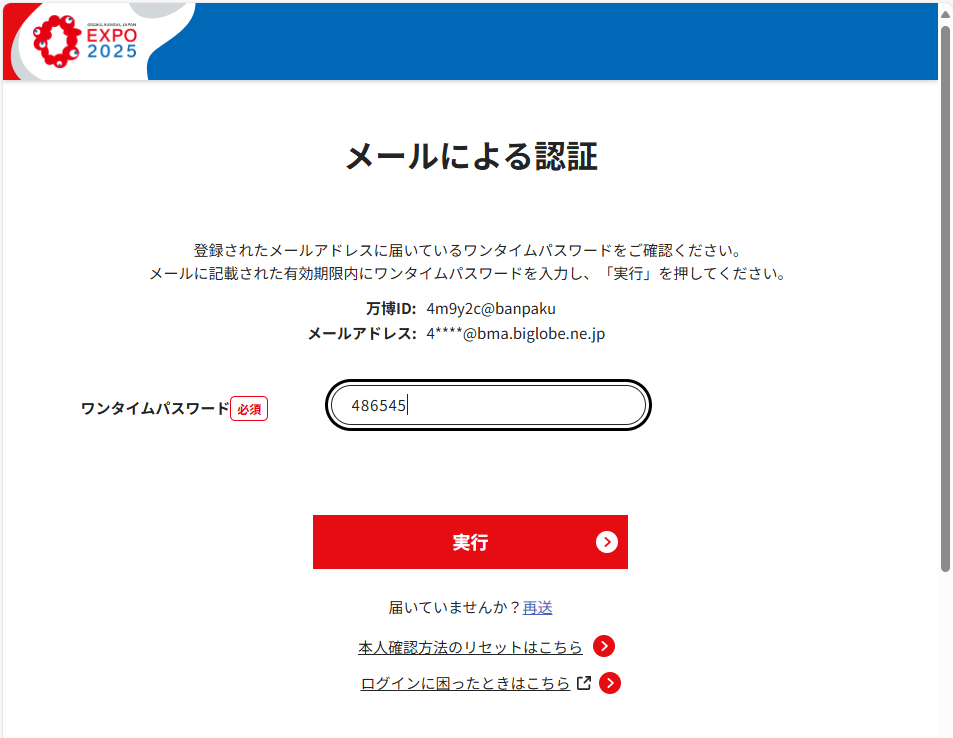 OSAKA, KANSAI, JAPAN
EXPO
2025
メールによる認証
登録されたメールアドレスに届いているワンタイムパスワードをご確認ください。
メールに記載された有効期限内にワンタイムパスワードを入力し、「実行」を押してください。
万博ID: 4m9y2c@banpaku
メールアドレス: 4****@bma.biglobe.ne.jp
ワンタイムパスワード 必須 486545
実行
届いていませんか？再送
本人確認方法のリセットはこちら
ログインに困ったときはこちら